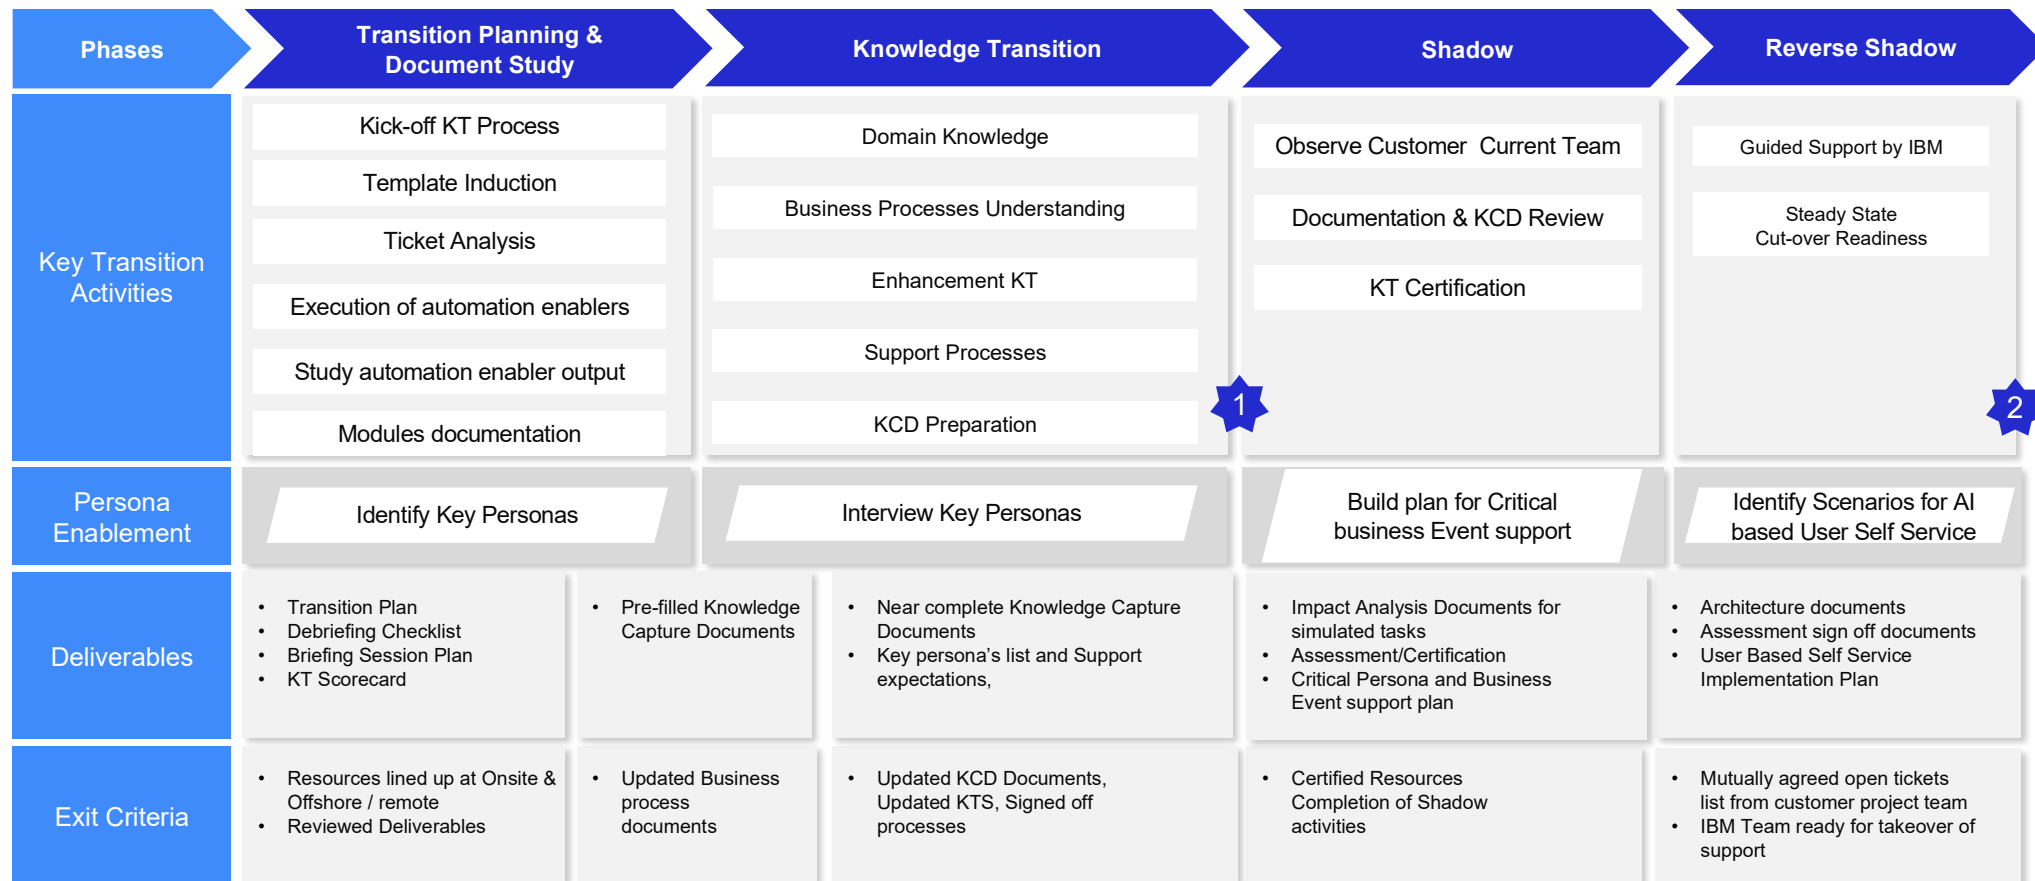 Phases
Transition Planning &
Document Study
Knowledge Transition
Shadow
Reverse Shadow
Key Transition
Activities
Kick-off KT Process
Template Induction
Ticket Analysis
Execution of automation enablers
Study automation enabler output
Modules documentation
Domain Knowledge
Business Processes Understanding
Enhancement KT
Support Processes
KCD Preparation
1
Observe Customer  Current Team
Documentation & KCD Review
KT Certification
Guided Support by IBM
Steady State
Cut-over Readiness
2
Persona
Enablement
Identify Key Personas
Interview Key Personas
Build plan for Critical
business Event support
Identify Scenarios for AI
based User Self Service
Deliverables
• Transition Plan
• Debriefing Checklist
• Briefing Session Plan
• KT Scorecard
• Pre-filled Knowledge
Capture Documents
• Near complete Knowledge Capture
Documents
• Key persona’s list and Support
expectations,
• Impact Analysis Documents for
simulated tasks
• Assessment/Certification
• Critical Persona and Business
Event support plan
• Architecture documents
• Assessment sign off documents
• User Based Self Service
Implementation Plan
Exit Criteria
• Resources lined up at Onsite &
Offshore / remote
• Reviewed Deliverables
• Updated Business
process
documents
• Updated KCD Documents,
Updated KTS, Signed off
processes
• Certified Resources
Completion of Shadow
activities
• Mutually agreed open tickets
list from customer project team
• IBM Team ready for takeover of
support